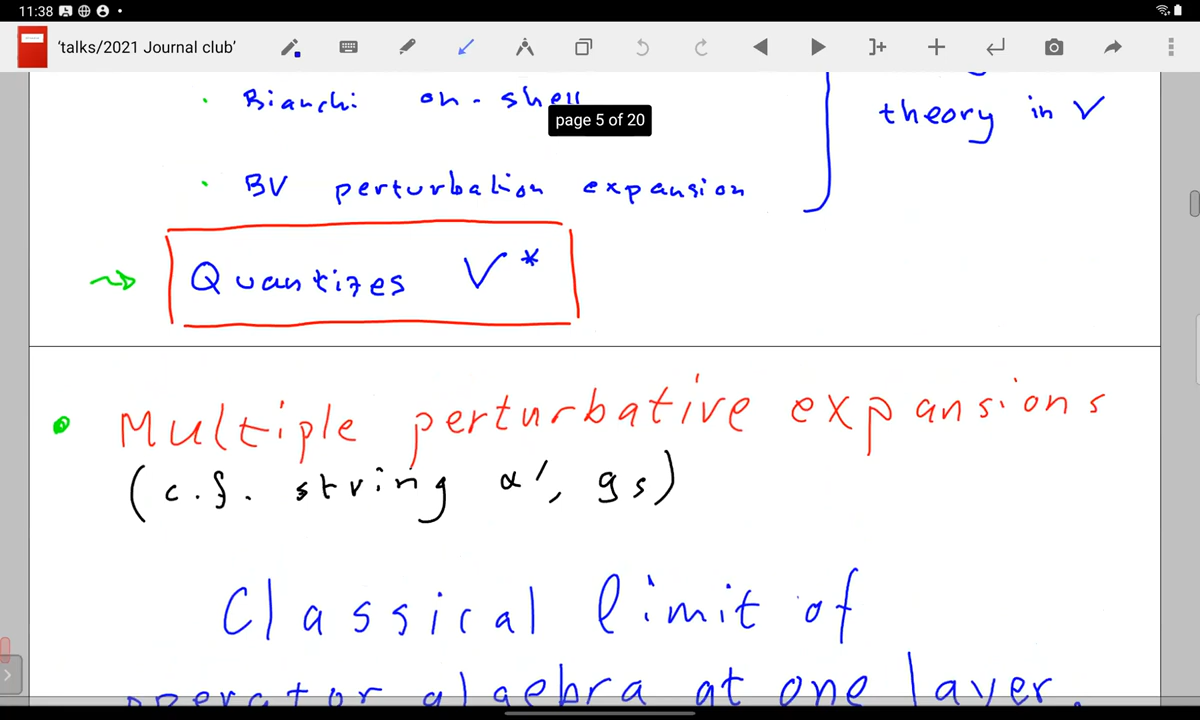 11:38
'talks/2021 Journal club'
· Bianchi on-shell
page 5 of 20
theory in V
· BV perturbation expansion
Quantizes V*
• Multiple perturbative expansions
(c.f. string α', gs)
Classical limit of
operator algebra at one layer